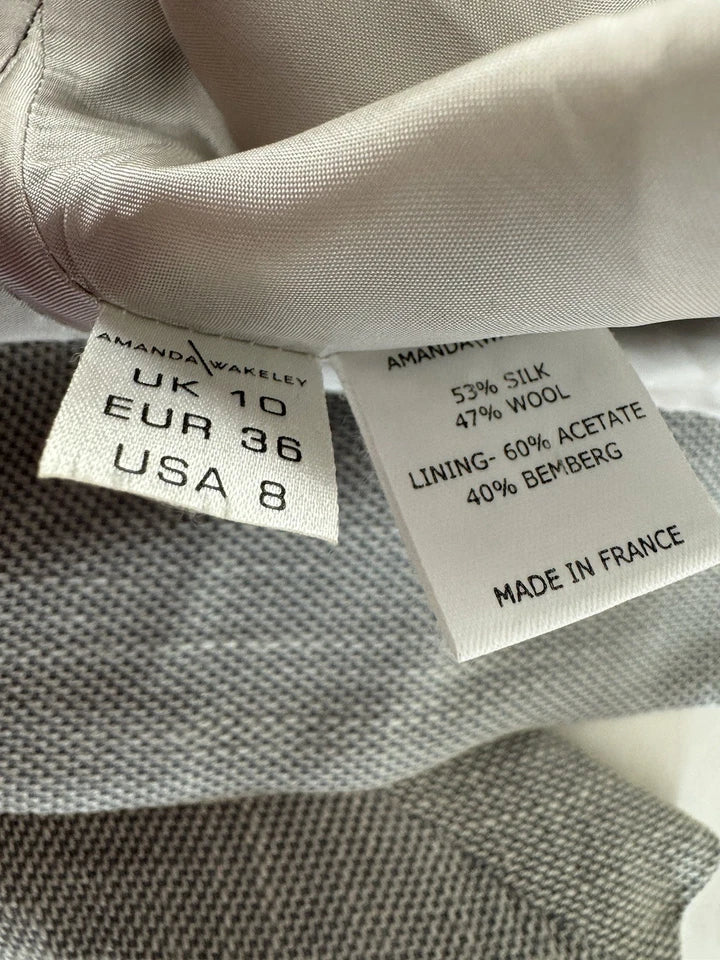 AMANDA\WAKELEY
UK 10
EUR 36
USA 8
AMANDA\
53% SILK
47% WOOL
LINING- 60% ACETATE
40% BEMBERG
MADE IN FRANCE